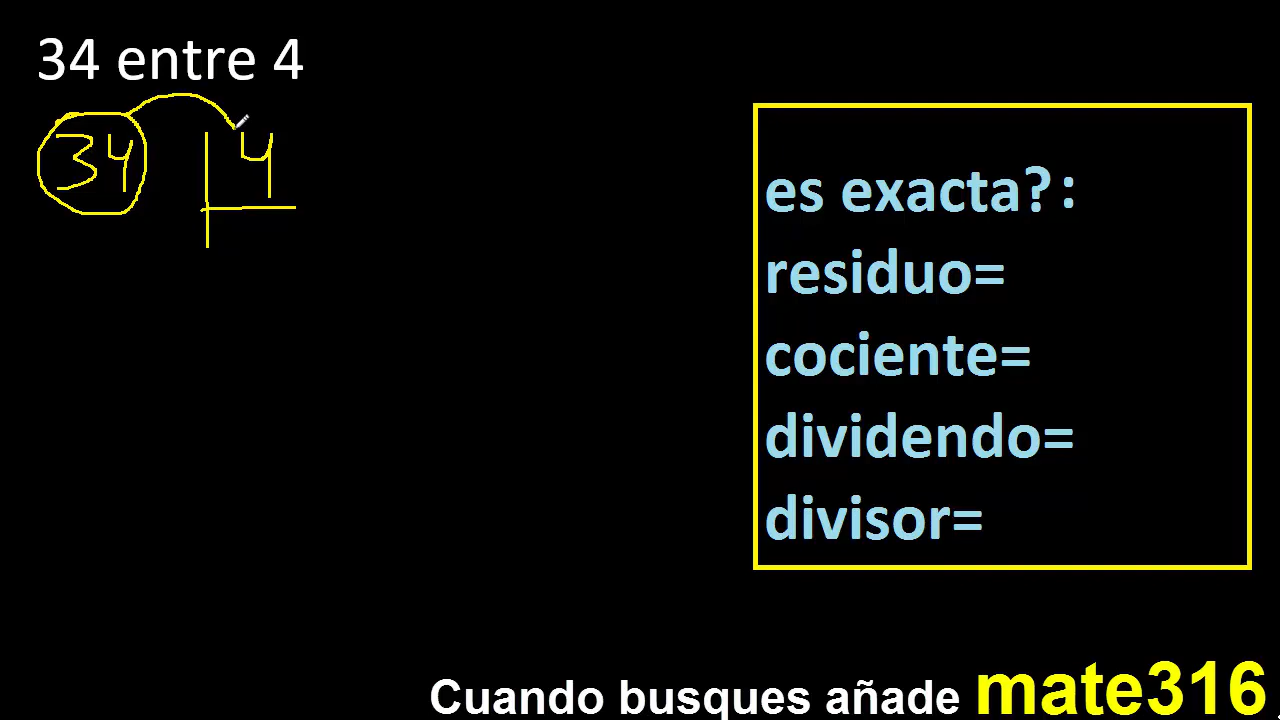 34 entre 4
34 4
es exacta?:
residuo=
cociente=
dividendo=
divisor=
Cuando busques añade mate316